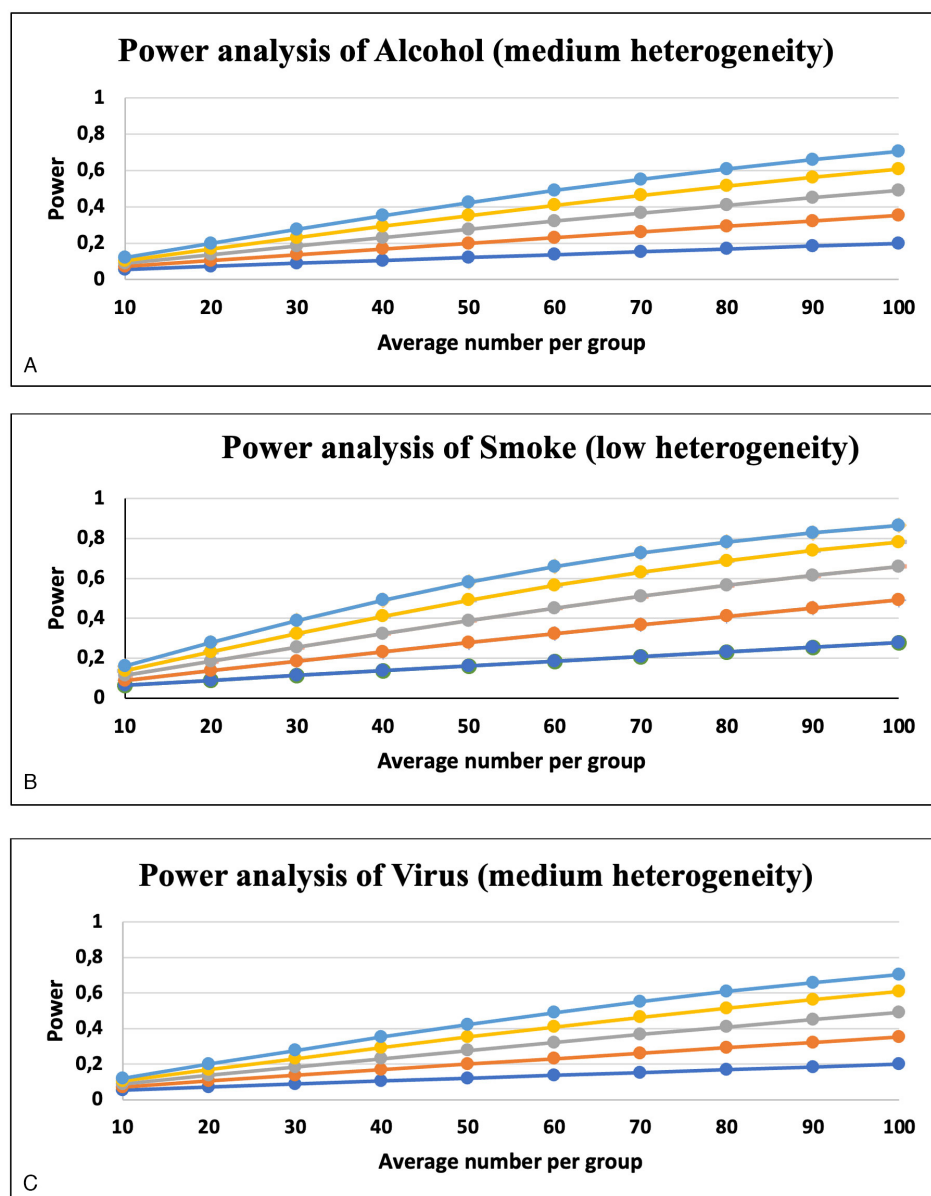 Power analysis of Alcohol (medium heterogeneity)
1
0,8
0,6
0,4
0,2
0
Power
10 20 30 40 50 60 70 80 90 100
Average number per group
A
Power analysis of Smoke (low heterogeneity)
1
0,8
0,6
0,4
0,2
0
Power
10 20 30 40 50 60 70 80 90 100
Average number per group
B
Power analysis of Virus (medium heterogeneity)
1
0,8
0,6
0,4
0,2
0
Power
10 20 30 40 50 60 70 80 90 100
Average number per group
C